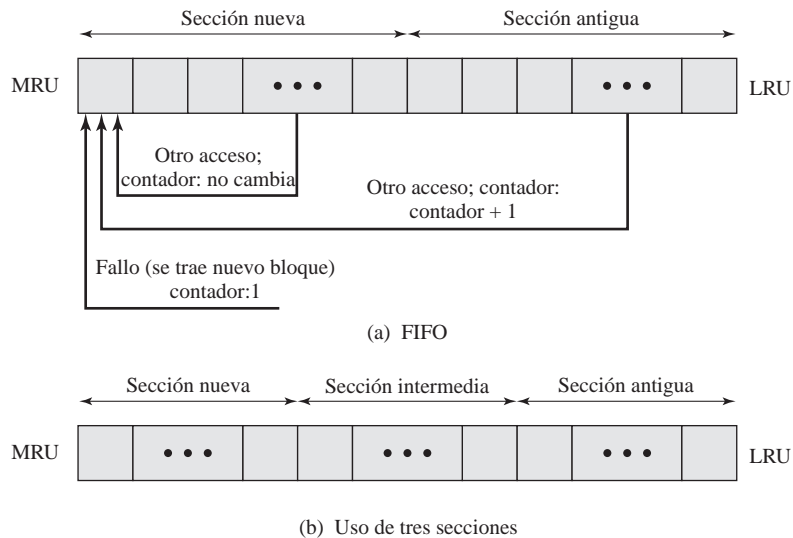 Sección nueva Sección antigua
MRU LRU
Otro acceso;
contador: no cambia
Otro acceso; contador:
contador + 1
Fallo (se trae nuevo bloque)
contador:1
(a) FIFO
Sección nueva Sección intermedia Sección antigua
MRU LRU
(b) Uso de tres secciones